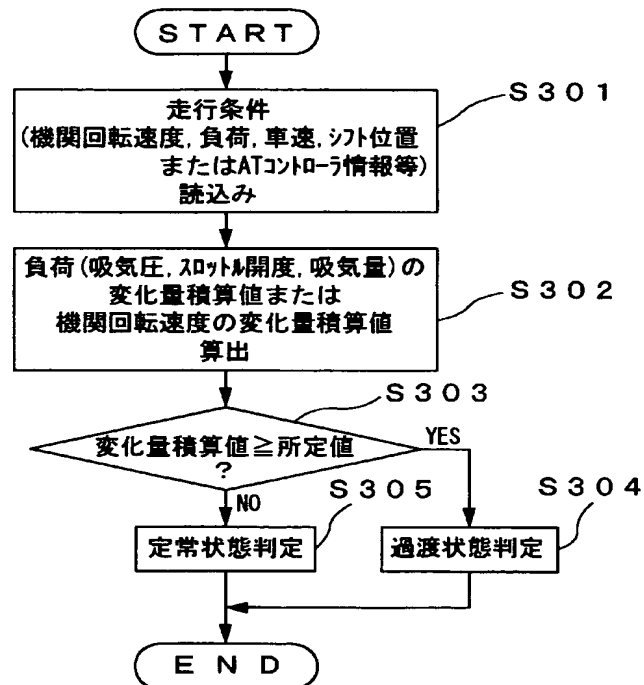 START
S301
走行条件
(機関回転速度, 負荷, 車速, ｼﾌﾄ位置
またはATｺﾝﾄﾛｰﾗ情報等)
読込み
負荷(吸気圧, ｽﾛｯﾄﾙ開度, 吸気量)の
変化量積算値または
機関回転速度の変化量積算値
算出
S302
S303
変化量積算値≧所定値
?
YES
NO
S305
S304
定常状態判定
過渡状態判定
END